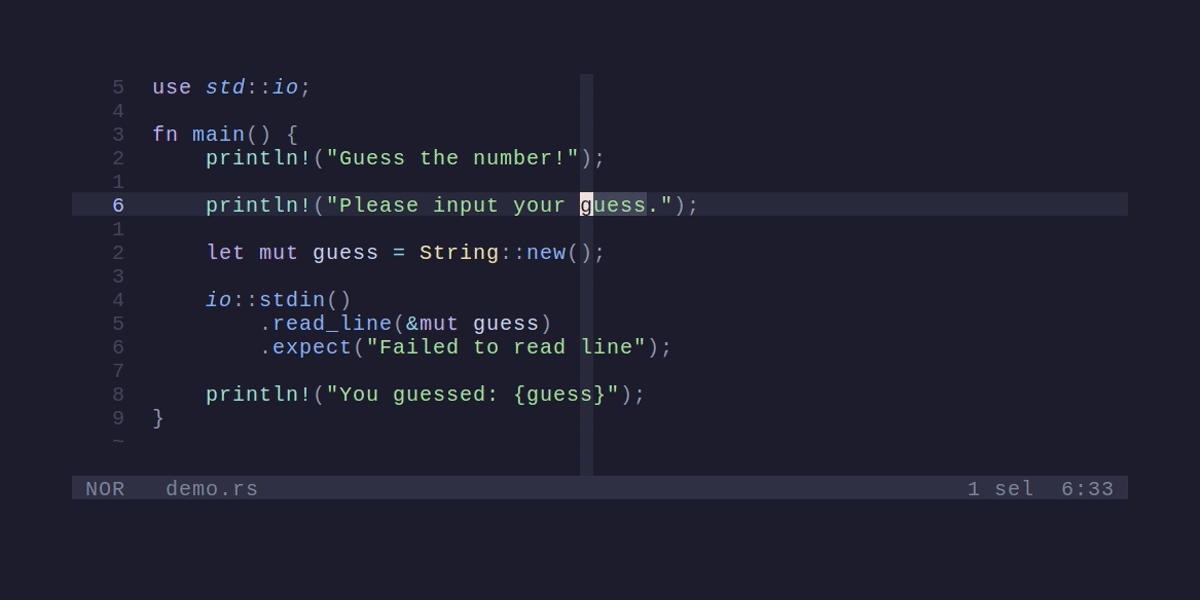 5 use std::io;
4
3 fn main() {
2     println!("Guess the number!");
1
6     println!("Please input your guess.");
1
2     let mut guess = String::new();
3
4     io::stdin()
5         .read_line(&mut guess)
6         .expect("Failed to read line");
7
8     println!("You guessed: {guess}");
9 }
~
NOR   demo.rs   1 sel  6:33